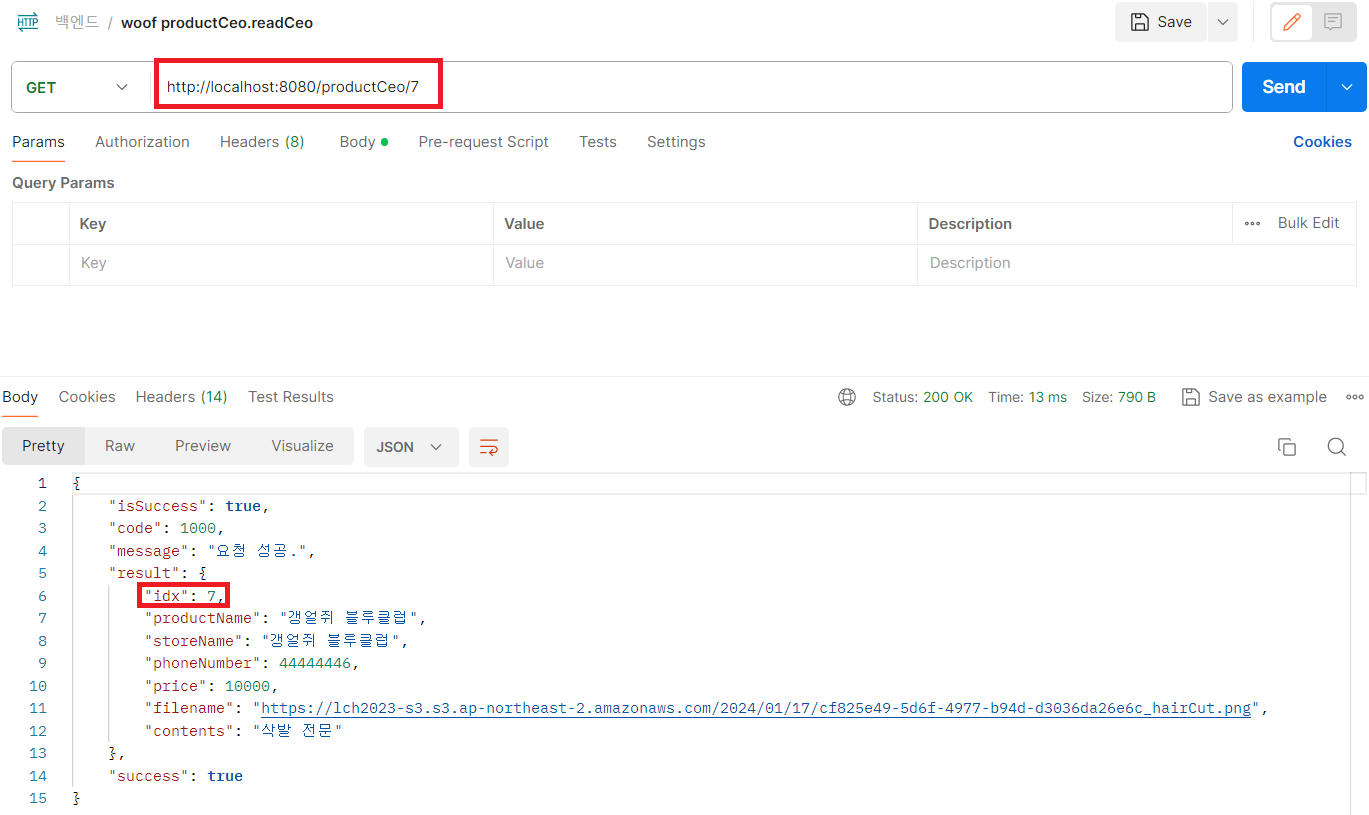 HTTP 백엔드 / woof productCeo.readCeo Save
GET http://localhost:8080/productCeo/7 Send
Params Authorization Headers (8) Body Pre-request Script Tests Settings Cookies
Query Params
Key Value Description Bulk Edit
Key Value Description
Body Cookies Headers (14) Test Results Status: 200 OK Time: 13 ms Size: 790 B Save as example
Pretty Raw Preview Visualize JSON
1 {
2 "isSuccess": true,
3 "code": 1000,
4 "message": "요청 성공.",
5 "result": {
6 "idx": 7,
7 "productName": "갱얼쥐 블루클럽",
8 "storeName": "갱얼쥐 블루클럽",
9 "phoneNumber": 44444446,
10 "price": 10000,
11 "filename": "https://lch2023-s3.s3.ap-northeast-2.amazonaws.com/2024/01/17/cf825e49-5d6f-4977-b94d-d3036da26e6c_hairCut.png",
12 "contents": "삭발 전문"
13 },
14 "success": true
15 }